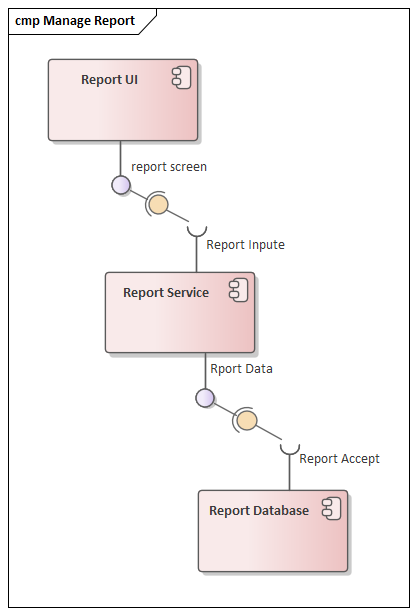 cmp Manage Report
Report UI
report screen
Report Inpute
Report Service
Rport Data
Report Accept
Report Database